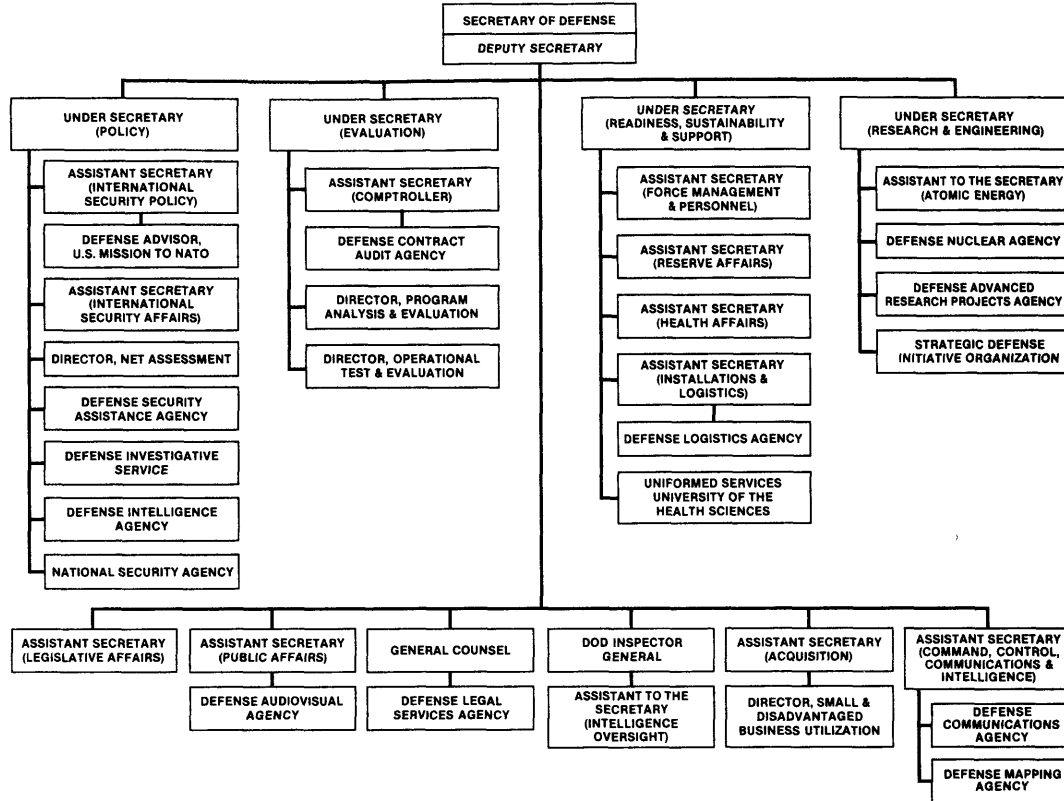 SECRETARY OF DEFENSE
DEPUTY SECRETARY
UNDER SECRETARY
(POLICY)
ASSISTANT SECRETARY
(INTERNATIONAL
SECURITY POLICY)
DEFENSE ADVISOR,
U.S. MISSION TO NATO
ASSISTANT SECRETARY
(INTERNATIONAL
SECURITY AFFAIRS)
DIRECTOR, NET ASSESSMENT
DEFENSE SECURITY
ASSISTANCE AGENCY
DEFENSE INVESTIGATIVE
SERVICE
DEFENSE INTELLIGENCE
AGENCY
NATIONAL SECURITY AGENCY
UNDER SECRETARY
(EVALUATION)
ASSISTANT SECRETARY
(COMPTROLLER)
DEFENSE CONTRACT
AUDIT AGENCY
DIRECTOR, PROGRAM
ANALYSIS & EVALUATION
DIRECTOR, OPERATIONAL
TEST & EVALUATION
UNDER SECRETARY
(READINESS, SUSTAINABILITY
& SUPPORT)
ASSISTANT SECRETARY
(FORCE MANAGEMENT
& PERSONNEL)
ASSISTANT SECRETARY
(RESERVE AFFAIRS)
ASSISTANT SECRETARY
(HEALTH AFFAIRS)
ASSISTANT SECRETARY
(INSTALLATIONS &
LOGISTICS)
DEFENSE LOGISTICS AGENCY
UNIFORMED SERVICES
UNIVERSITY OF THE
HEALTH SCIENCES
UNDER SECRETARY
(RESEARCH & ENGINEERING)
ASSISTANT TO THE SECRETARY
(ATOMIC ENERGY)
DEFENSE NUCLEAR AGENCY
DEFENSE ADVANCED
RESEARCH PROJECTS AGENCY
STRATEGIC DEFENSE
INITIATIVE ORGANIZATION
ASSISTANT SECRETARY
(LEGISLATIVE AFFAIRS)
ASSISTANT SECRETARY
(PUBLIC AFFAIRS)
DEFENSE AUDIOVISUAL
AGENCY
GENERAL COUNSEL
DEFENSE LEGAL
SERVICES AGENCY
DOD INSPECTOR
GENERAL
ASSISTANT TO THE
SECRETARY
(INTELLIGENCE
OVERSIGHT)
ASSISTANT SECRETARY
(ACQUISITION)
DIRECTOR, SMALL &
DISADVANTAGED
BUSINESS UTILIZATION
ASSISTANT SECRETARY
(COMMAND, CONTROL,
COMMUNICATIONS &
INTELLIGENCE)
DEFENSE
COMMUNICATIONS
AGENCY
DEFENSE MAPPING
AGENCY